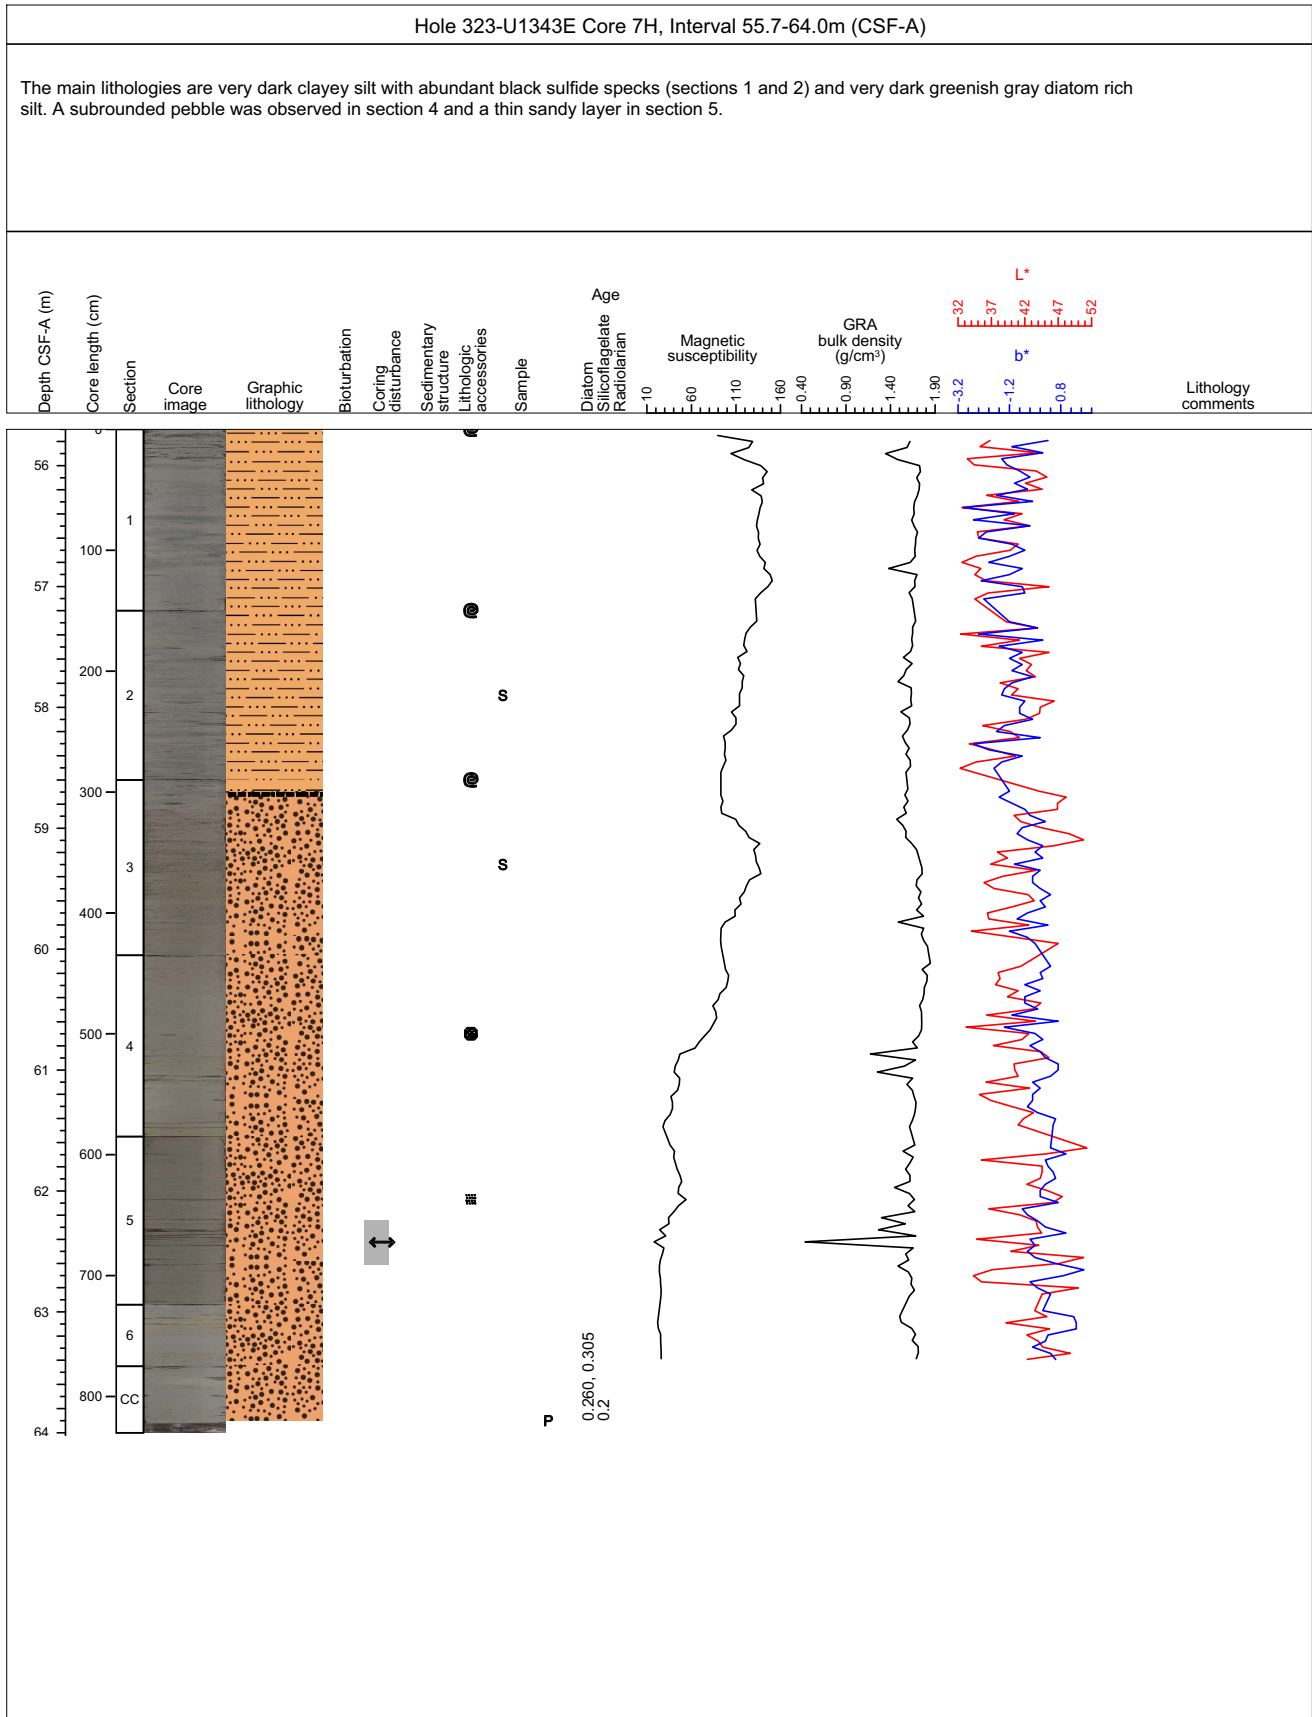 Hole 323-U1343E Core 7H, Interval 55.7-64.0m (CSF-A)
The main lithologies are very dark clayey silt with abundant black sulfide specks (sections 1 and 2) and very dark greenish gray diatom rich
silt. A subrounded pebble was observed in section 4 and a thin sandy layer in section 5.
Depth CSF-A (m)
Core length (cm)
Section
Core
image
Graphic
lithology
Bioturbation
Coring
disturbance
Sedimentary
structure
Lithologic
accessories
Sample
Age
Diatom
Silicoflagelate
Radiolarian
Magnetic
susceptibility
10 60 110 160
GRA
bulk density
(g/cm³)
0.40 0.90 1.40 1.90
L*
32 37 42 47 52
b*
-3.2 -1.2 0.8
Lithology
comments
0
56
1
100
57
200
2
S
58
300
59
3
S
400
60
500
4
61
600
62
5
700
63
6
0.260, 0.305
0.2
800
CC
P
64